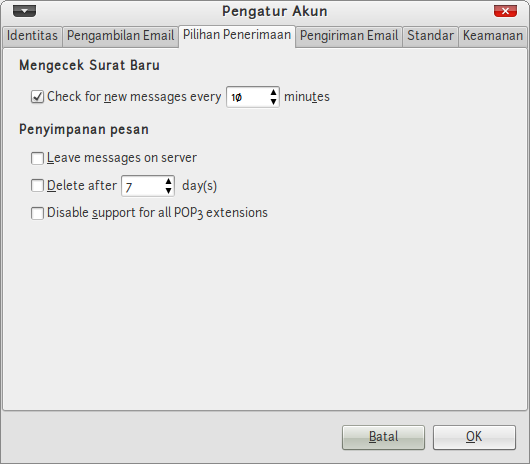 Pengatur Akun
Identitas Pengambilan Email Pilihan Penerimaan Pengiriman Email Standar Keamanan
Mengecek Surat Baru
Check for new messages every 10 minutes
Penyimpanan pesan
Leave messages on server
Delete after 7 day(s)
Disable support for all POP3 extensions
Batal OK